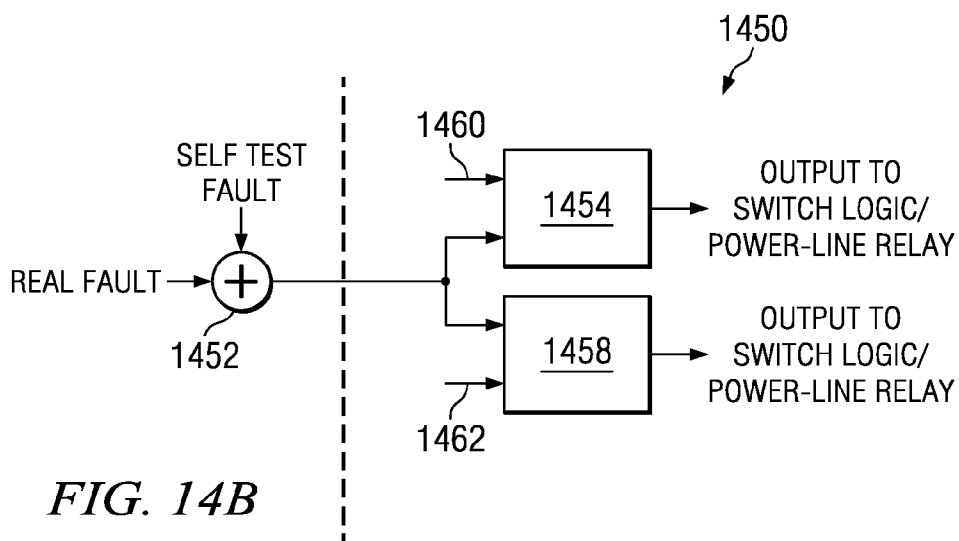 1450
1460
SELF TEST
FAULT
1454
OUTPUT TO
SWITCH LOGIC/
POWER-LINE RELAY
REAL FAULT
+
1452
1458
OUTPUT TO
SWITCH LOGIC/
POWER-LINE RELAY
1462
FIG. 14B